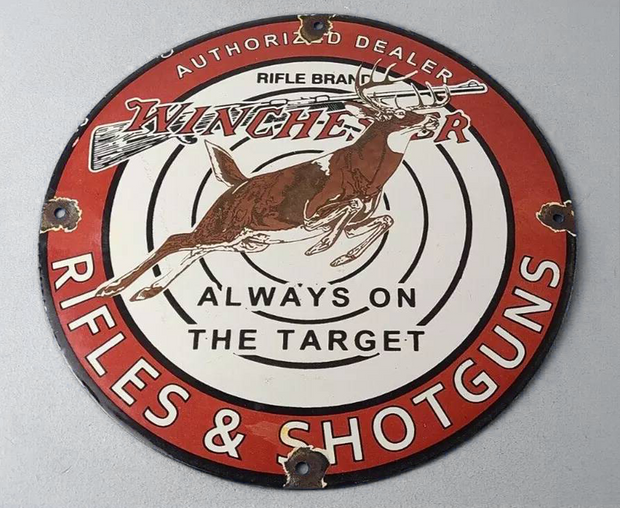 AUTHORIZED DEALER
RIFLE BRAND
WINCHESTER
ALWAYS ON
THE TARGET
RIFLES & SHOTGUNS